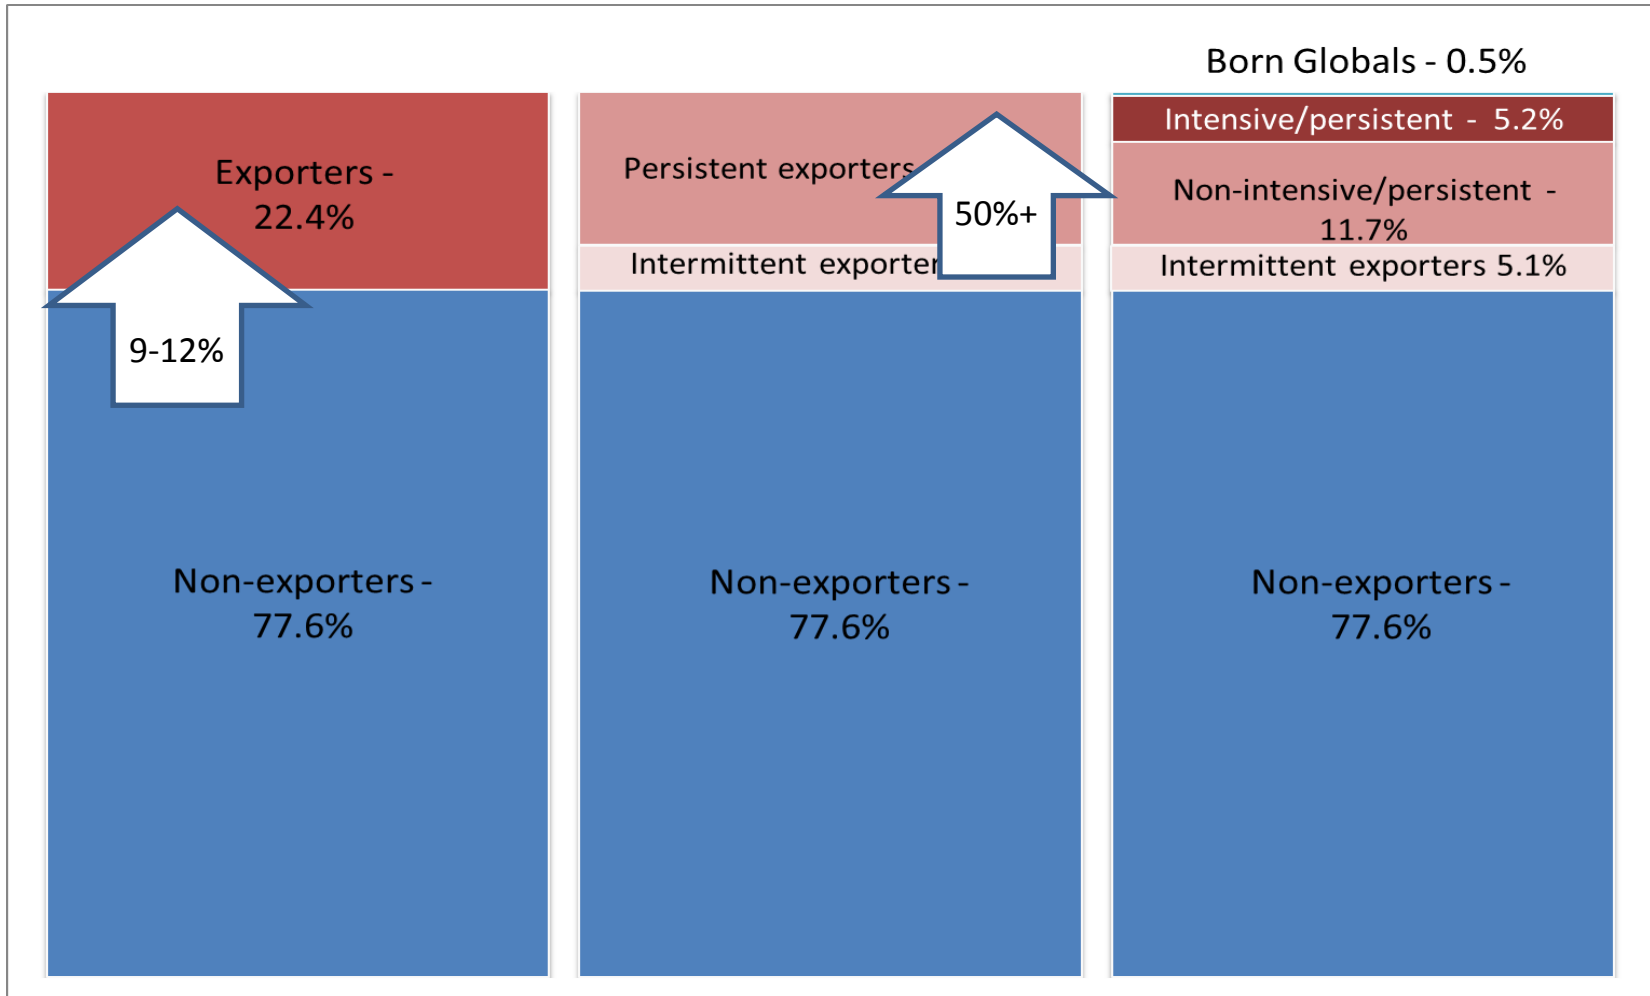 Born Globals - 0.5%
Exporters -
22.4%
9-12%
Non-exporters -
77.6%
Persistent exporters
50%+
Intermittent exporter
Non-exporters -
77.6%
Intensive/persistent - 5.2%
Non-intensive/persistent -
11.7%
Intermittent exporters 5.1%
Non-exporters -
77.6%